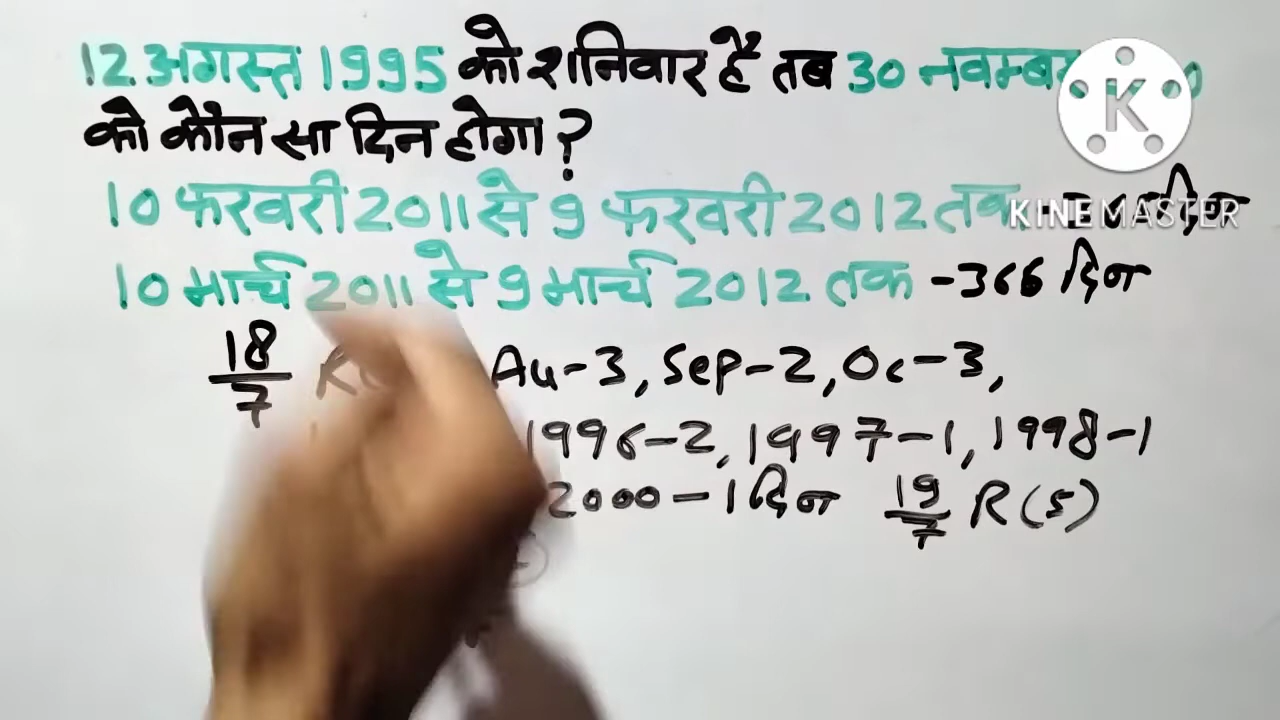 12 अगस्त 1995 को शनिवार है तब 30
को कौन सा दिन होगा ?
10 फरवरी 2011 से 9 फरवरी 2012 तक
10 मार्च 2011 से 9 मार्च 2012 तक -366 दिन
18/7 Au-3, Sep-2, Oc-3,
1996-2, 1997-1, 1998-1
2000-1 दिन 19/7 R(5)
K
KINEMASTER